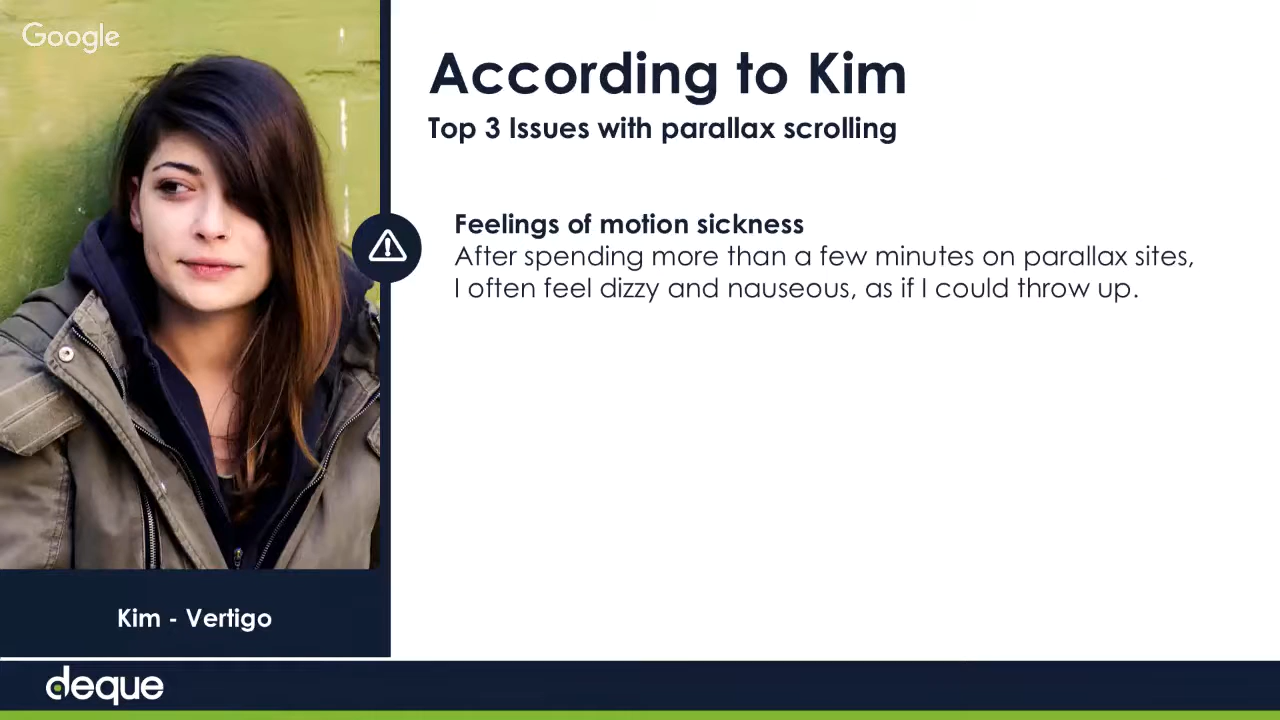 Google
According to Kim
Top 3 Issues with parallax scrolling
Feelings of motion sickness
After spending more than a few minutes on parallax sites,
I often feel dizzy and nauseous, as if I could throw up.
Kim - Vertigo
deque